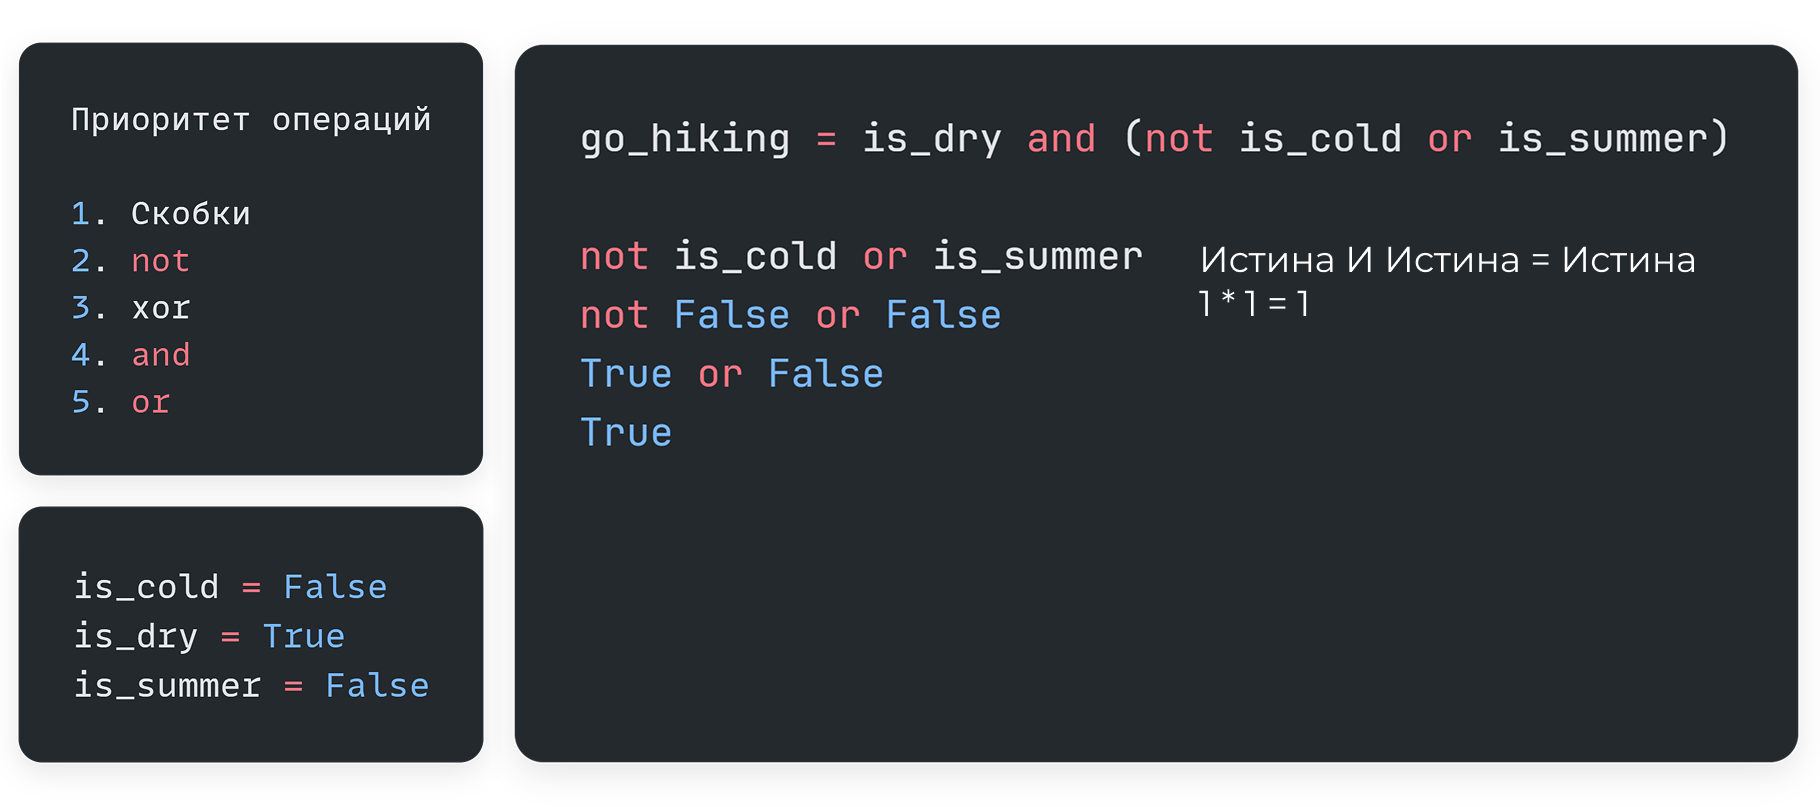 Приоритет операций
1. Скобки
2. not
3. xor
4. and
5. or
is_cold = False
is_dry = True
is_summer = False
go_hiking = is_dry and (not is_cold or is_summer)
not is_cold or is_summer
not False or False
True or False
True
Истина И Истина = Истина
1 * 1 = 1